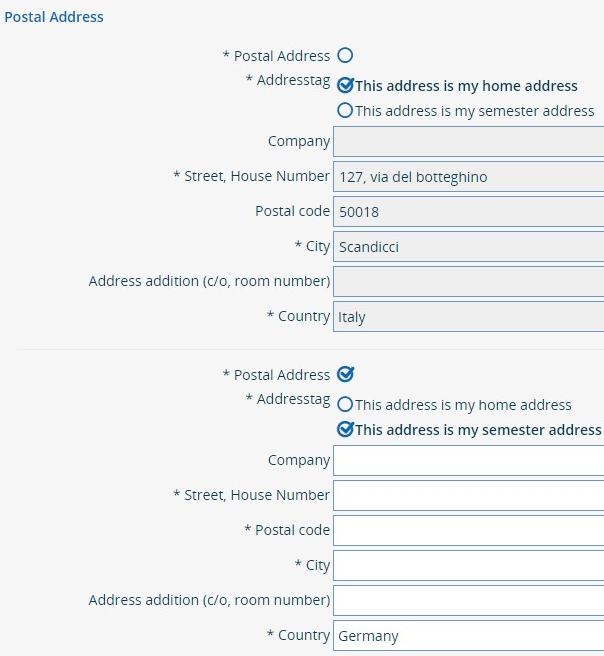 Postal Address
* Postal Address
* Addresstag This address is my home address
This address is my semester address
Company
* Street, House Number 127, via del botteghino
Postal code 50018
* City Scandicci
Address addition (c/o, room number)
* Country Italy
* Postal Address
* Addresstag This address is my home address
This address is my semester address
Company
* Street, House Number
* Postal code
* City
Address addition (c/o, room number)
* Country Germany